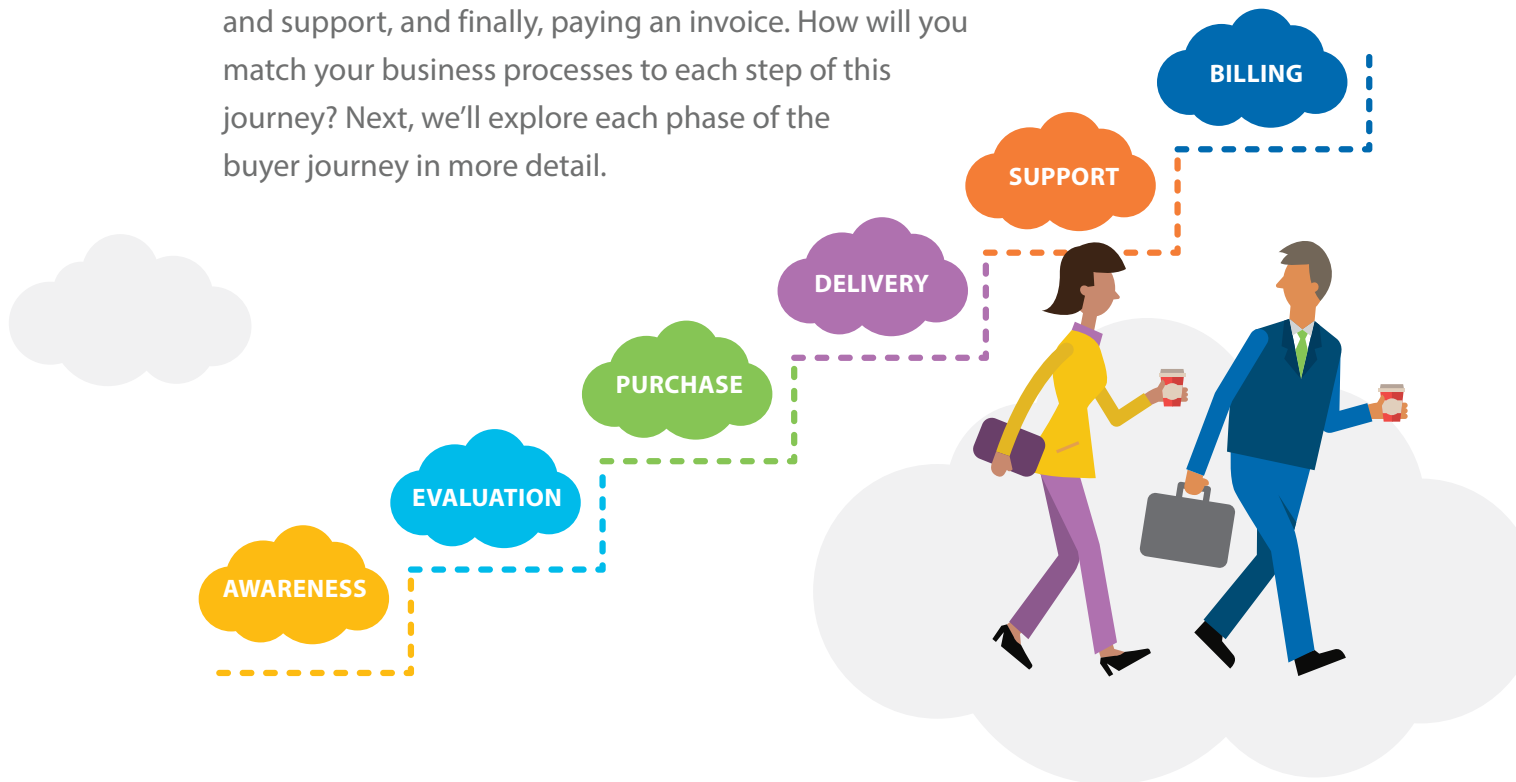 and support, and finally, paying an invoice. How will you
match your business processes to each step of this
journey? Next, we’ll explore each phase of the
buyer journey in more detail.
BILLING
SUPPORT
DELIVERY
PURCHASE
EVALUATION
AWARENESS